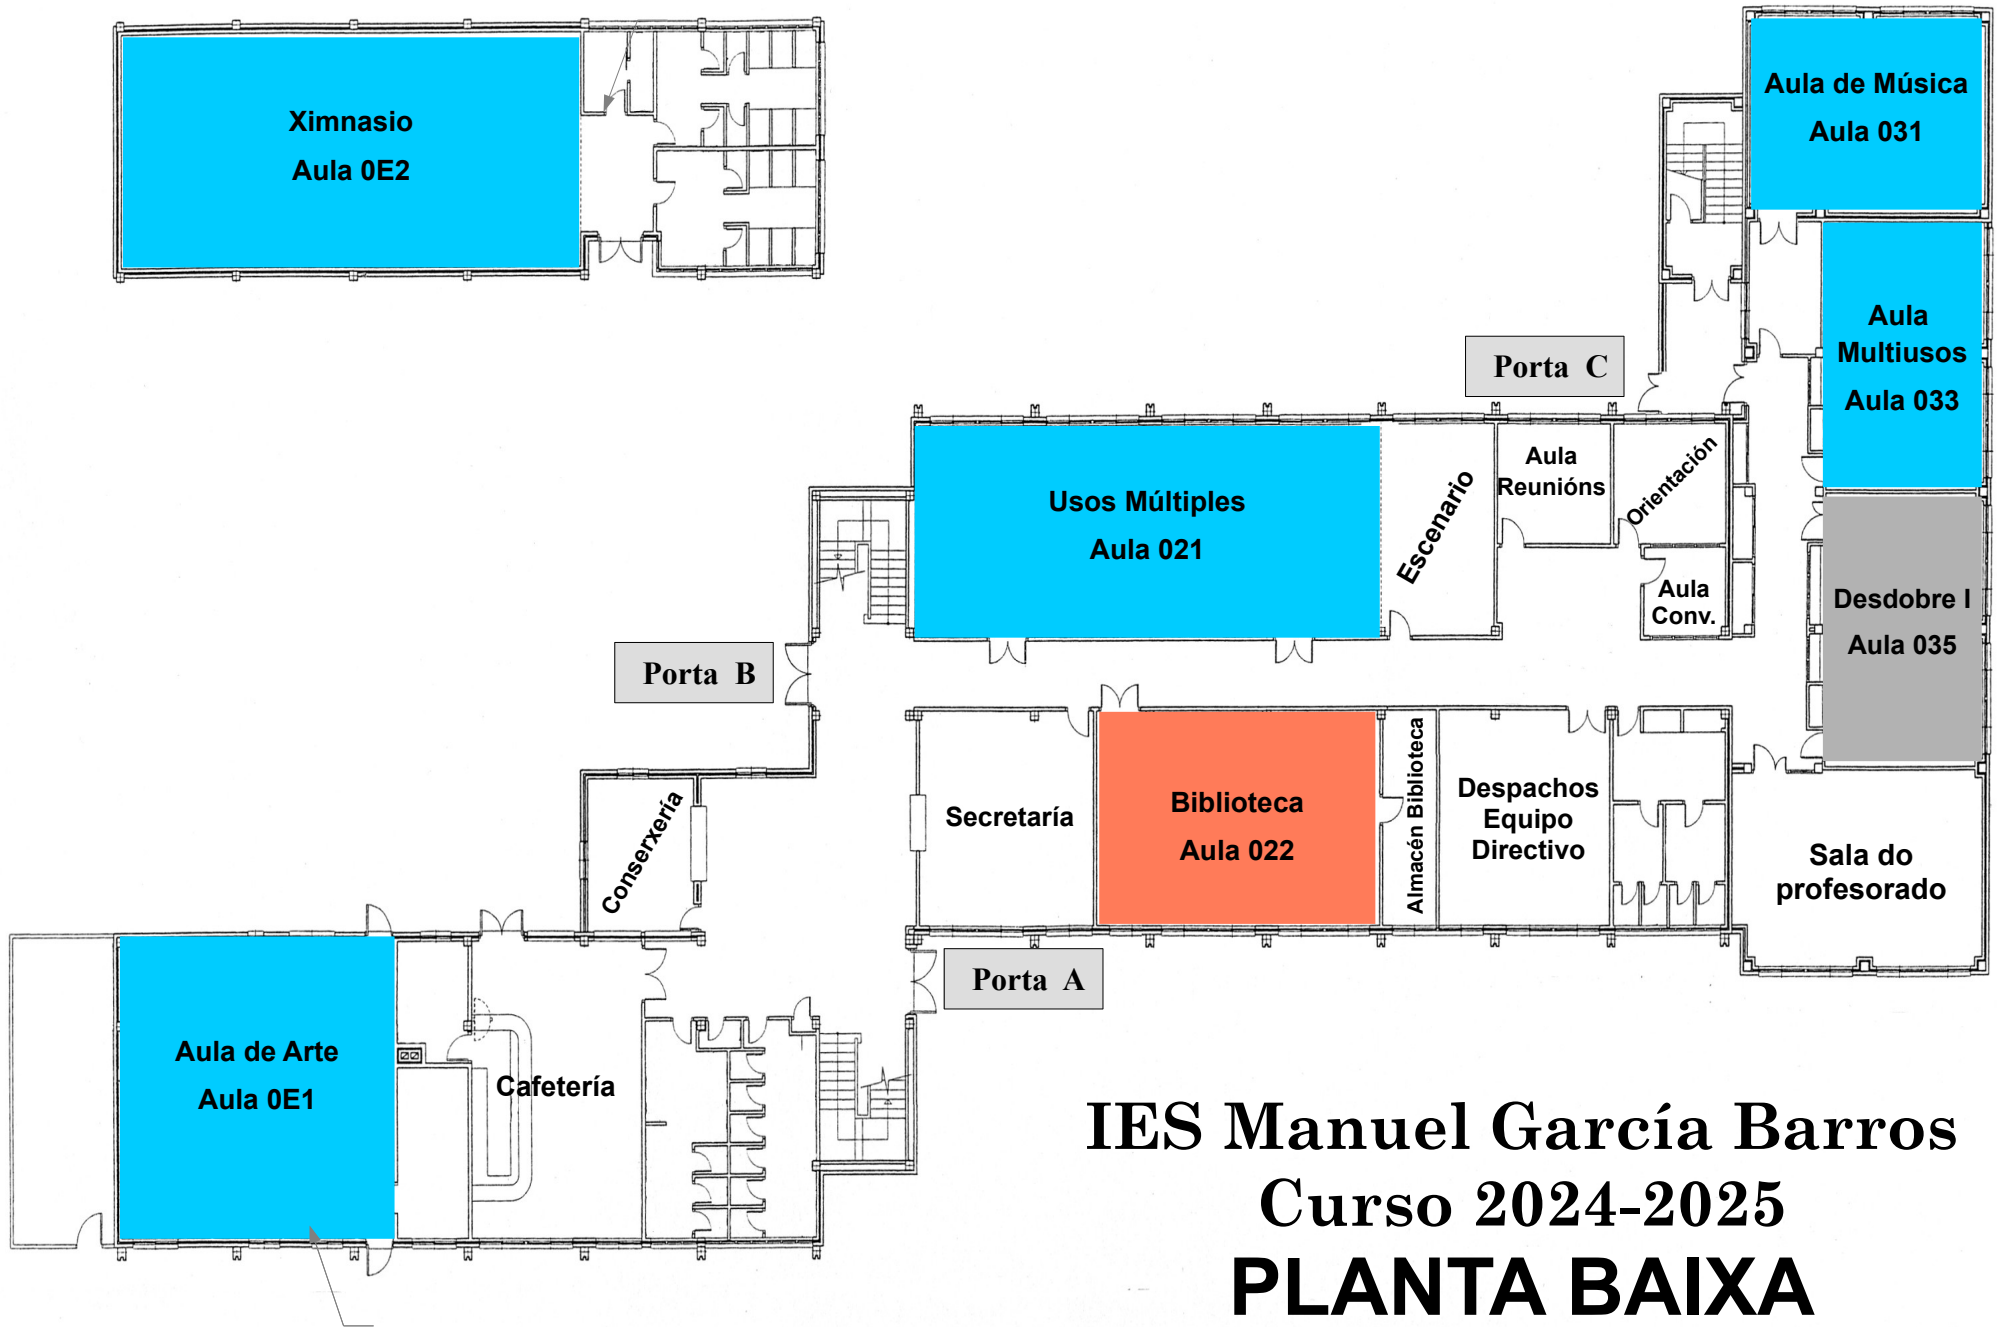 Ximnasio
Aula 0E2
Aula de Música
Aula 031
Aula
Multiusos
Aula 033
Porta C
Usos Múltiples
Aula 021
Escenario
Aula
Reunións
Orientación
Aula
Conv.
Desdobre I
Aula 035
Porta B
Conserxería
Secretaría
Biblioteca
Aula 022
Almacén Biblioteca
Despachos
Equipo
Directivo
Sala do
profesorado
Porta A
Aula de Arte
Aula 0E1
Cafetería
IES Manuel García Barros
Curso 2024-2025
PLANTA BAIXA